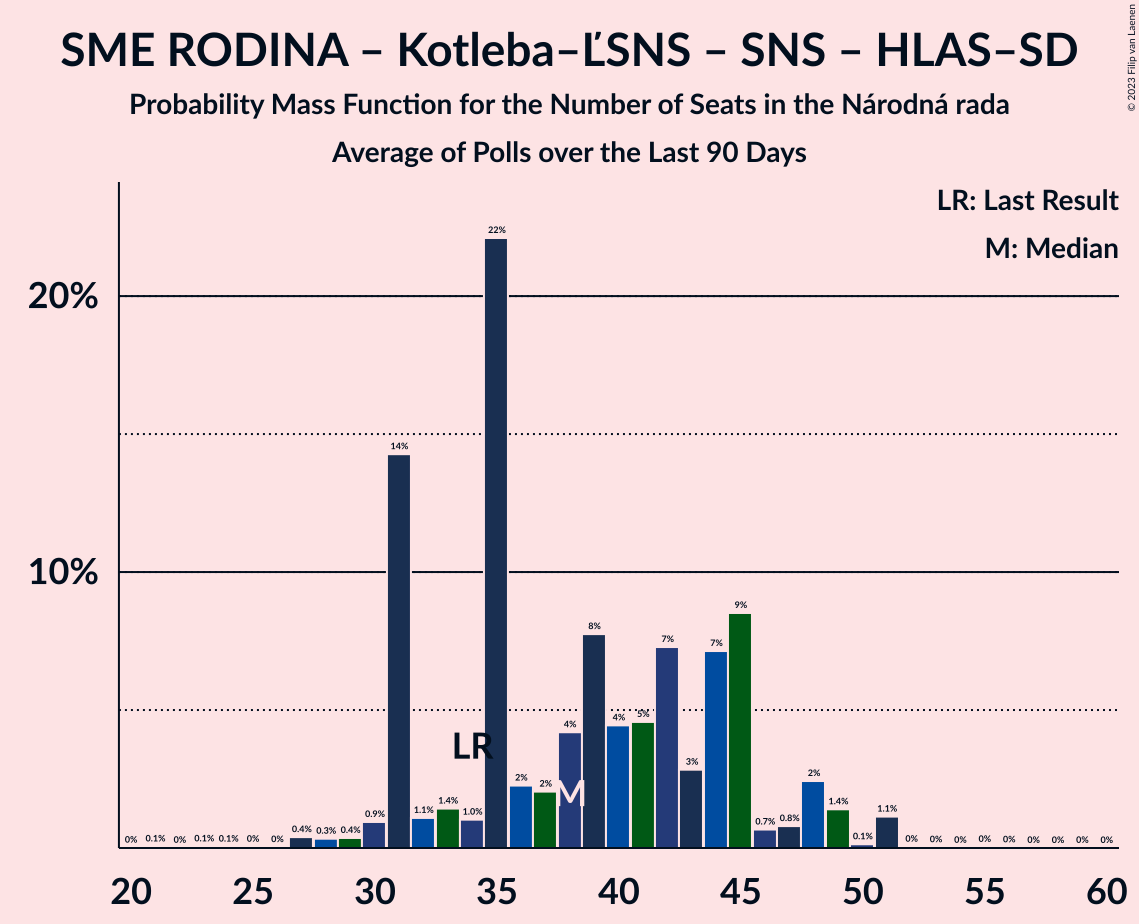 SME RODINA – Kotleba–ĽSNS – SNS – HLAS–SD
Probability Mass Function for the Number of Seats in the Národná rada
Average of Polls over the Last 90 Days
© 2023 Filip van Laenen
LR: Last Result
M: Median
20%
10%
0% 0.1% 0% 0.1% 0.1% 0% 0% 0.4% 0.3% 0.4% 0.9% 14% 1.1% 1.4% 1.0% 22% 2% 2% 4% 8% 4% 5% 7% 3% 7% 9% 0.7% 0.8% 2% 1.4% 0.1% 1.1% 0% 0% 0% 0% 0% 0% 0% 0% 0%
LR
M
20 25 30 35 40 45 50 55 60